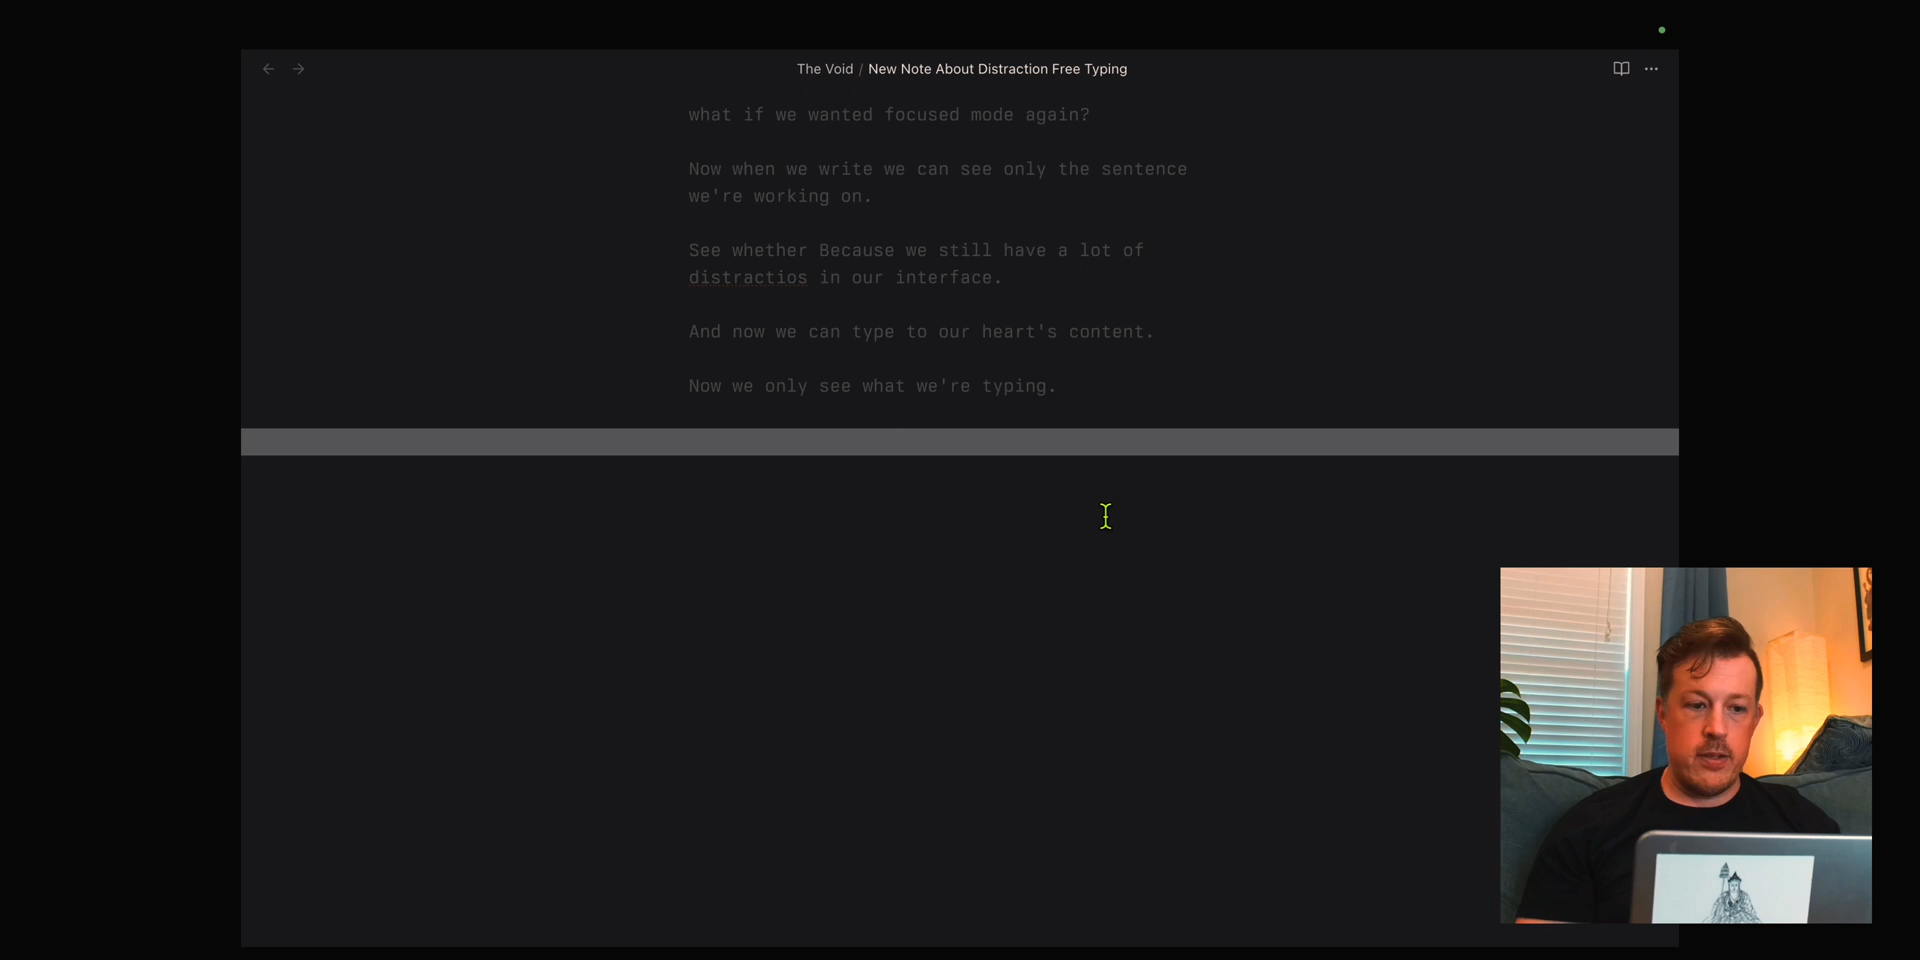 The Void / New Note About Distraction Free Typing
what if we wanted focused mode again?
Now when we write we can see only the sentence
we're working on.
See whether Because we still have a lot of
distractios in our interface.
And now we can type to our heart's content.
Now we only see what we're typing.